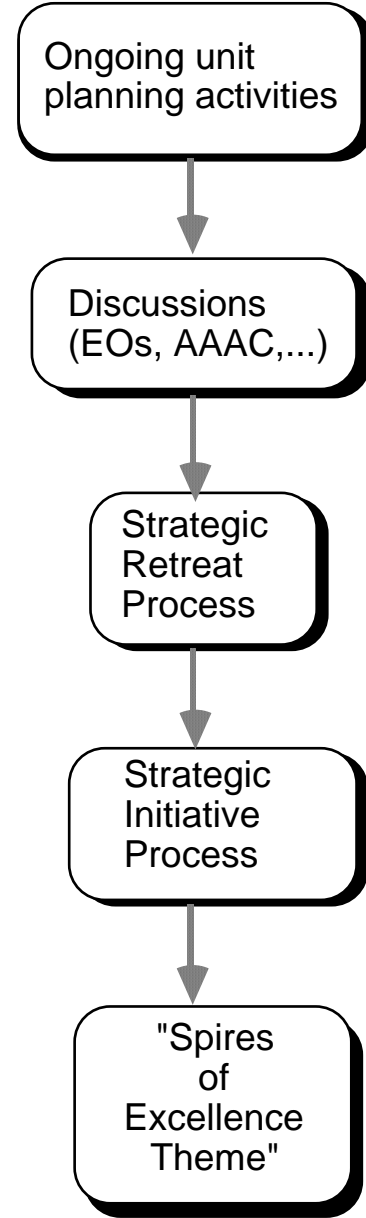 Ongoing unit
planning activities
Discussions
(EOs, AAAC,...)
Strategic
Retreat
Process
Strategic
Initiative
Process
"Spires
of
Excellence
Theme"